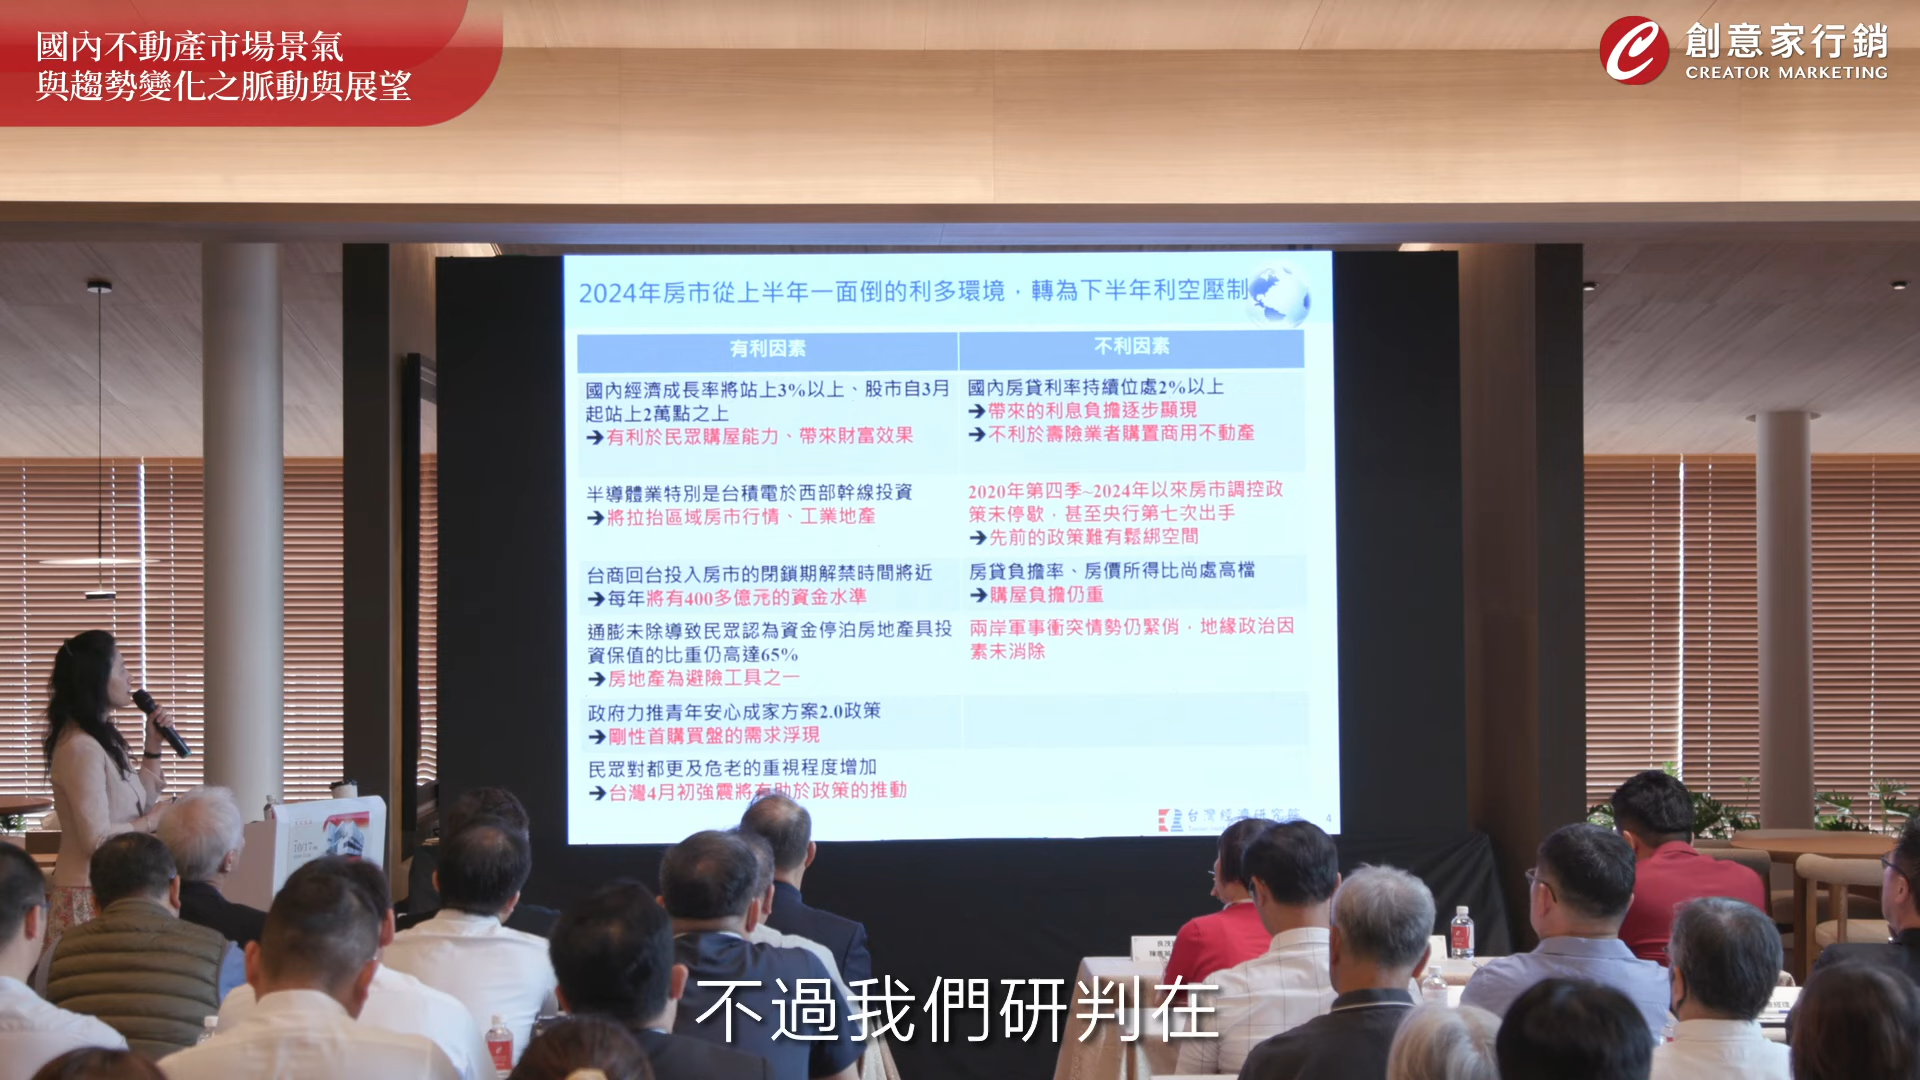 國內不動產市場景氣
與趨勢變化之脈動與展望
創意家行銷
CREATOR MARKETING
2024年房市從上半年一面倒的利多環境，轉為下半年利空壓制
有利因素
國內經濟成長率將站上3%以上、股市自3月
起站上2萬點之上
➔有利於民眾購屋能力、帶來財富效果
半導體業特別是台積電於西部幹線投資
➔將拉抬區域房市行情、工業地產
台商回台投入房市的閉鎖期解禁時間將近
➔每年將有400多億元的資金水準
通膨未除導致民眾認為資金停泊房地產具投
資保值的比重仍高達65%
➔房地產為避險工具之一
政府力推青年安心成家方案2.0政策
➔剛性首購買盤的需求浮現
民眾對都更及危老的重視程度增加
➔台灣4月初強震將有助於政策的推動
不利因素
國內房貸利率持續位處2%以上
➔帶來的利息負擔逐步顯現
➔不利於壽險業者購置商用不動產
2020年第四季~2024年以來房市調控政
策未停歇，甚至央行第七次出手
➔先前的政策難有鬆綁空間
房貸負擔率、房價所得比尚處高檔
➔購屋負擔仍重
兩岸軍事衝突情勢仍緊俏，地緣政治因
素未消除
台灣經濟研究院
4
10/17
不過我們研判在